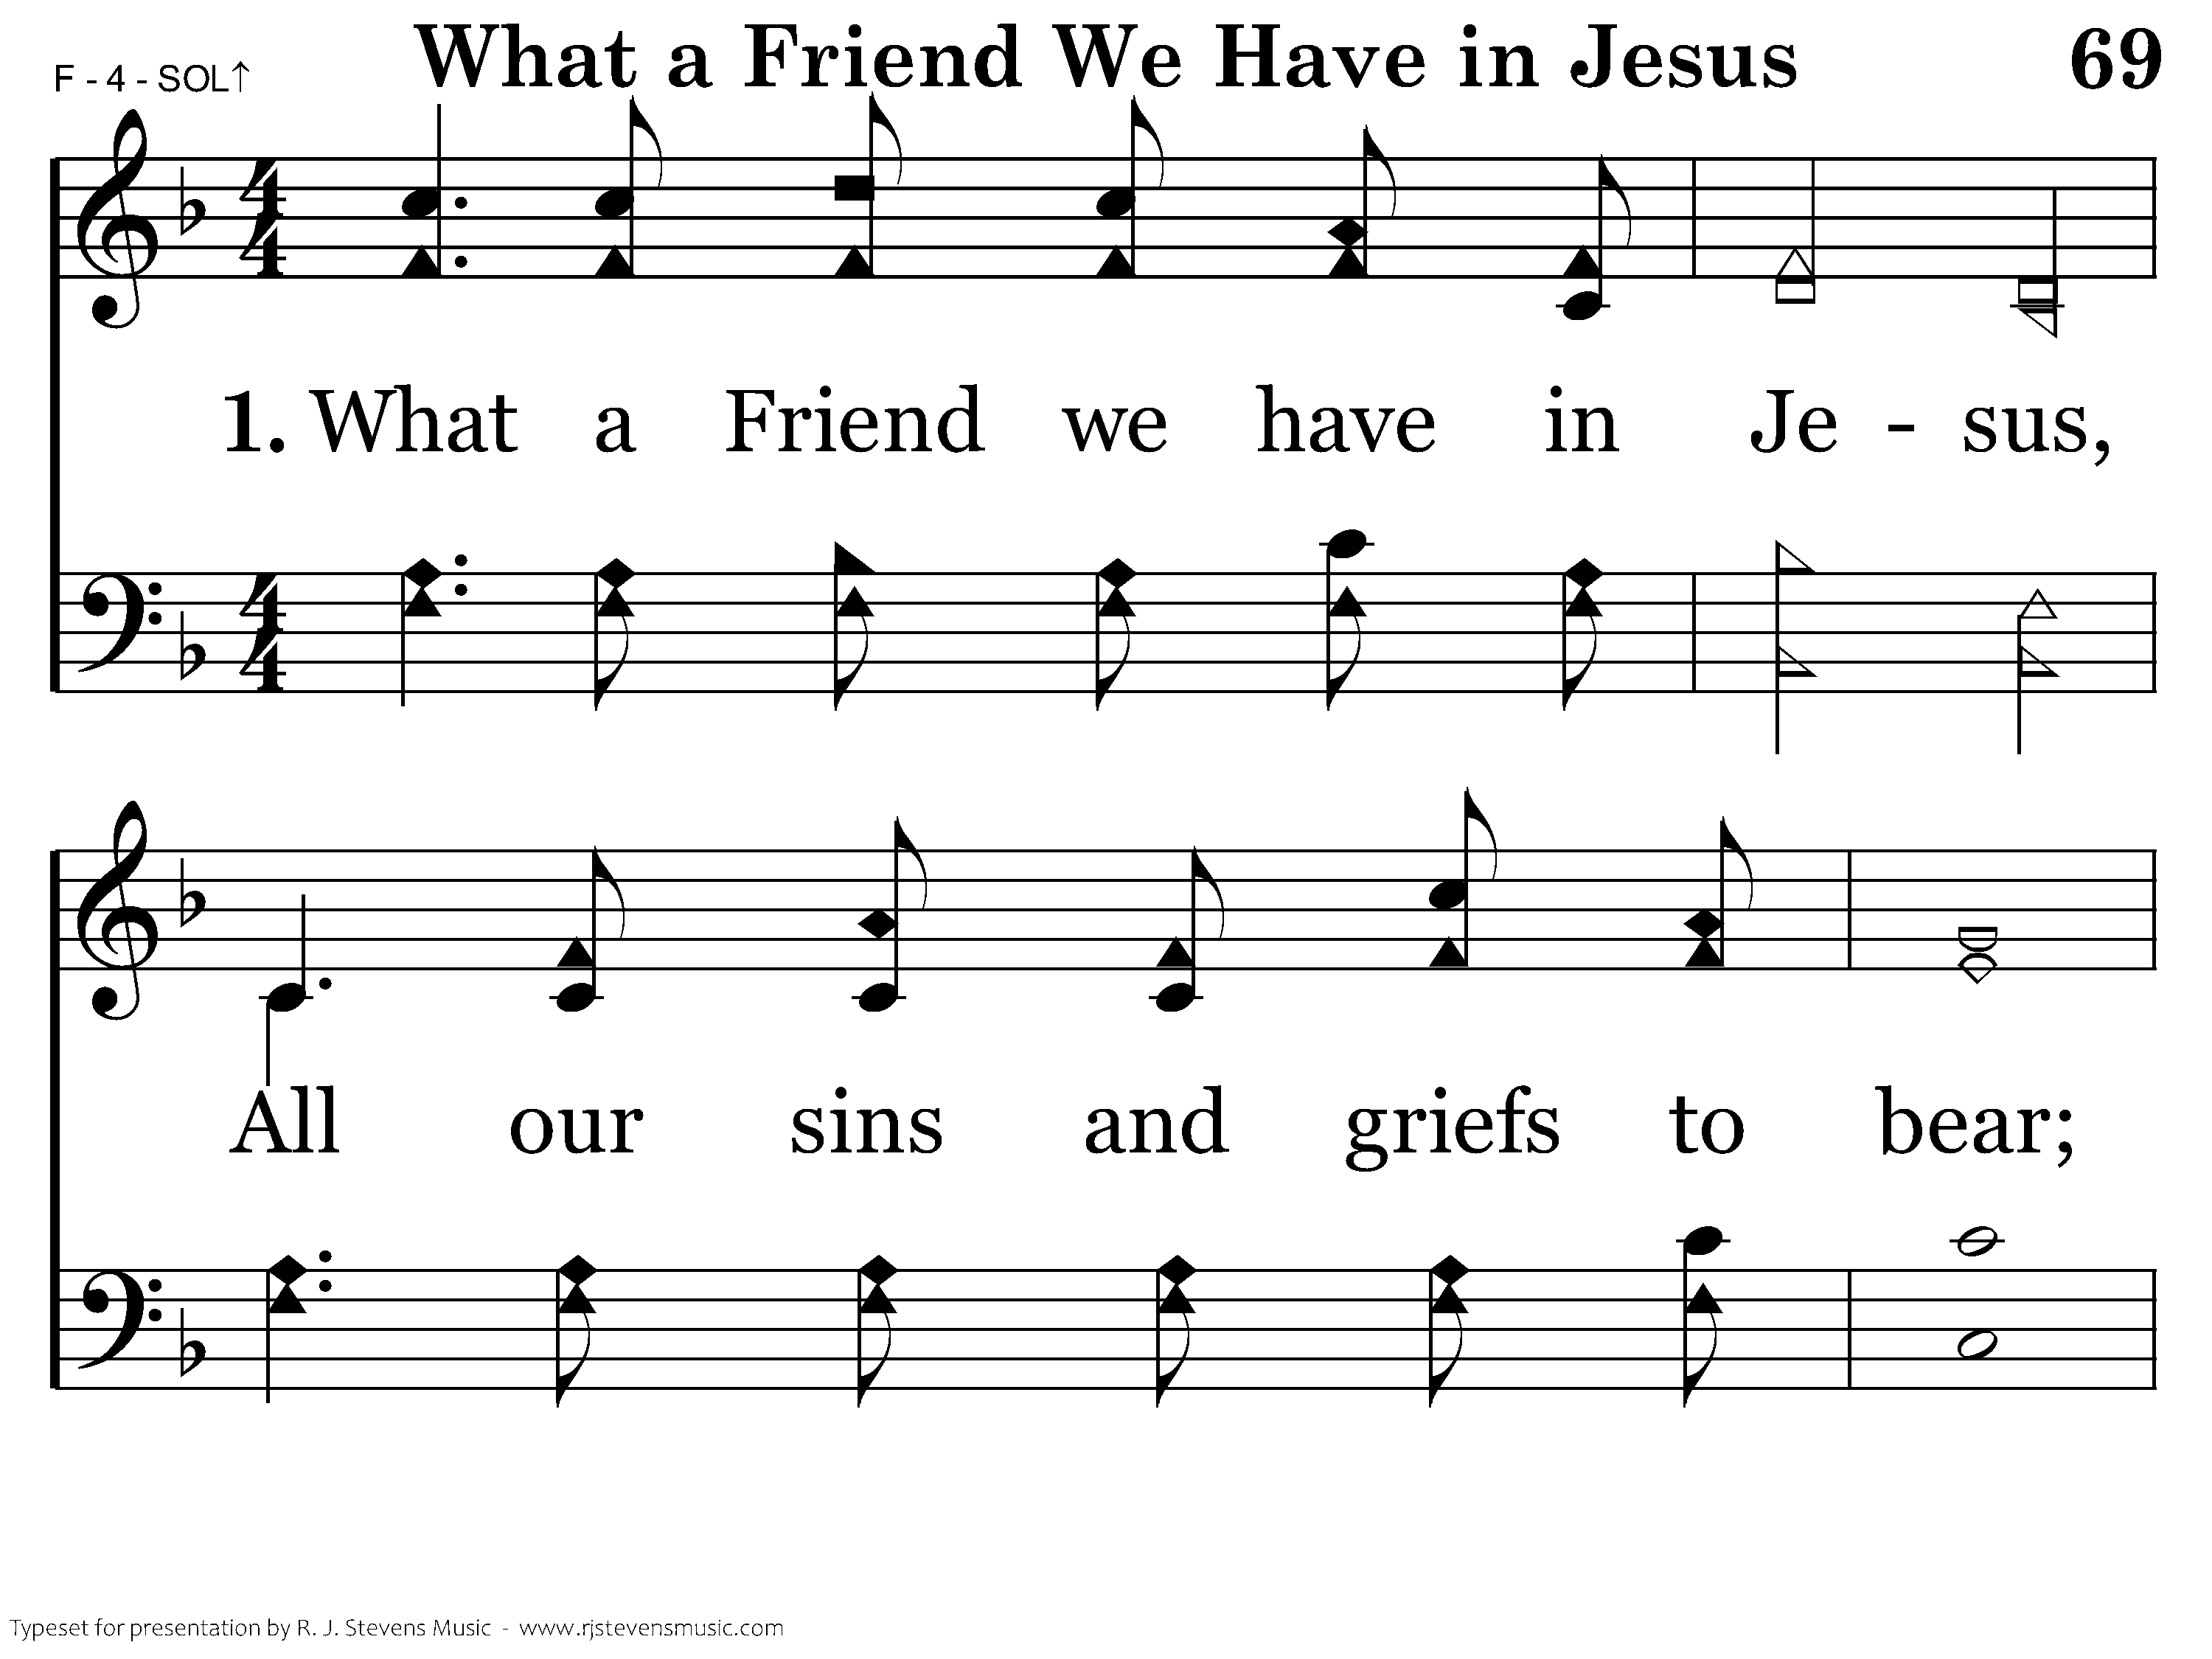 What a Friend We Have in Jesus 69
F - 4 - SOL↑
1. What a Friend we have in Je - sus,
All our sins and griefs to bear;
Typeset for presentation by R. J. Stevens Music - www.rjstevensmusic.com